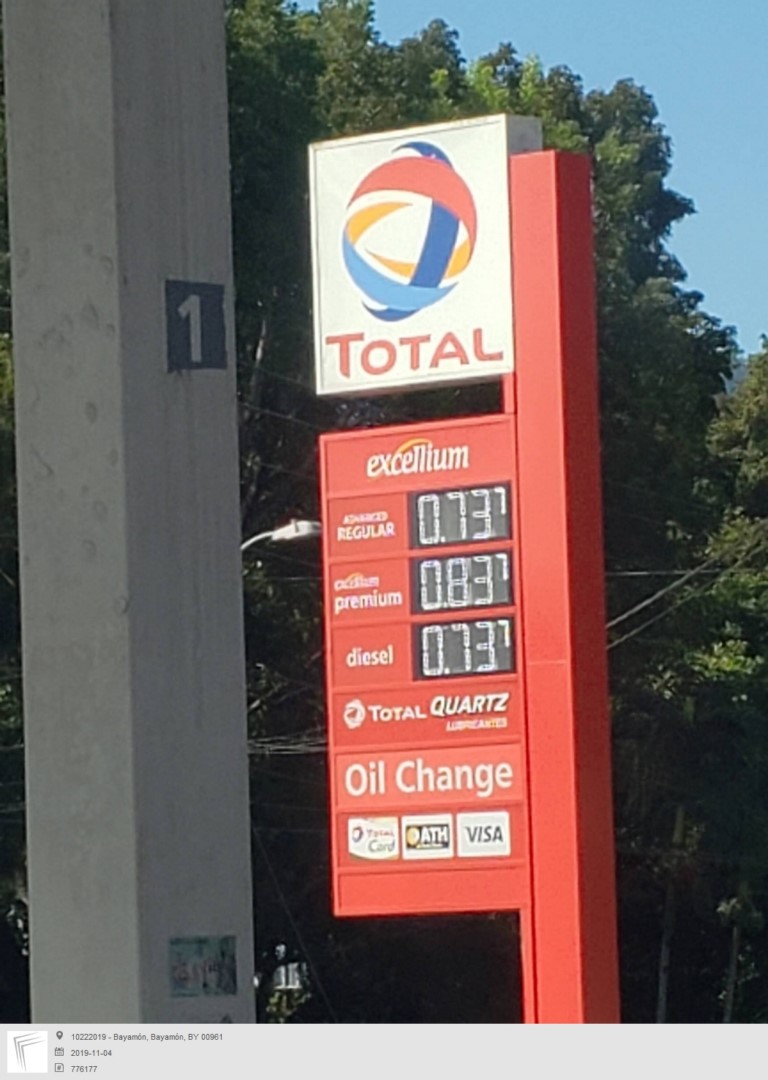 1
TOTAL
excellium
ADVANCED
REGULAR
0.737
excellium
premium
0.837
diesel
0.737
TOTAL QUARTZ
LUBRICANTES
Oil Change
TOTAL
Card
ATH
VISA
10222019 - Bayamón, Bayamón, BY 00961
2019-11-04
776177